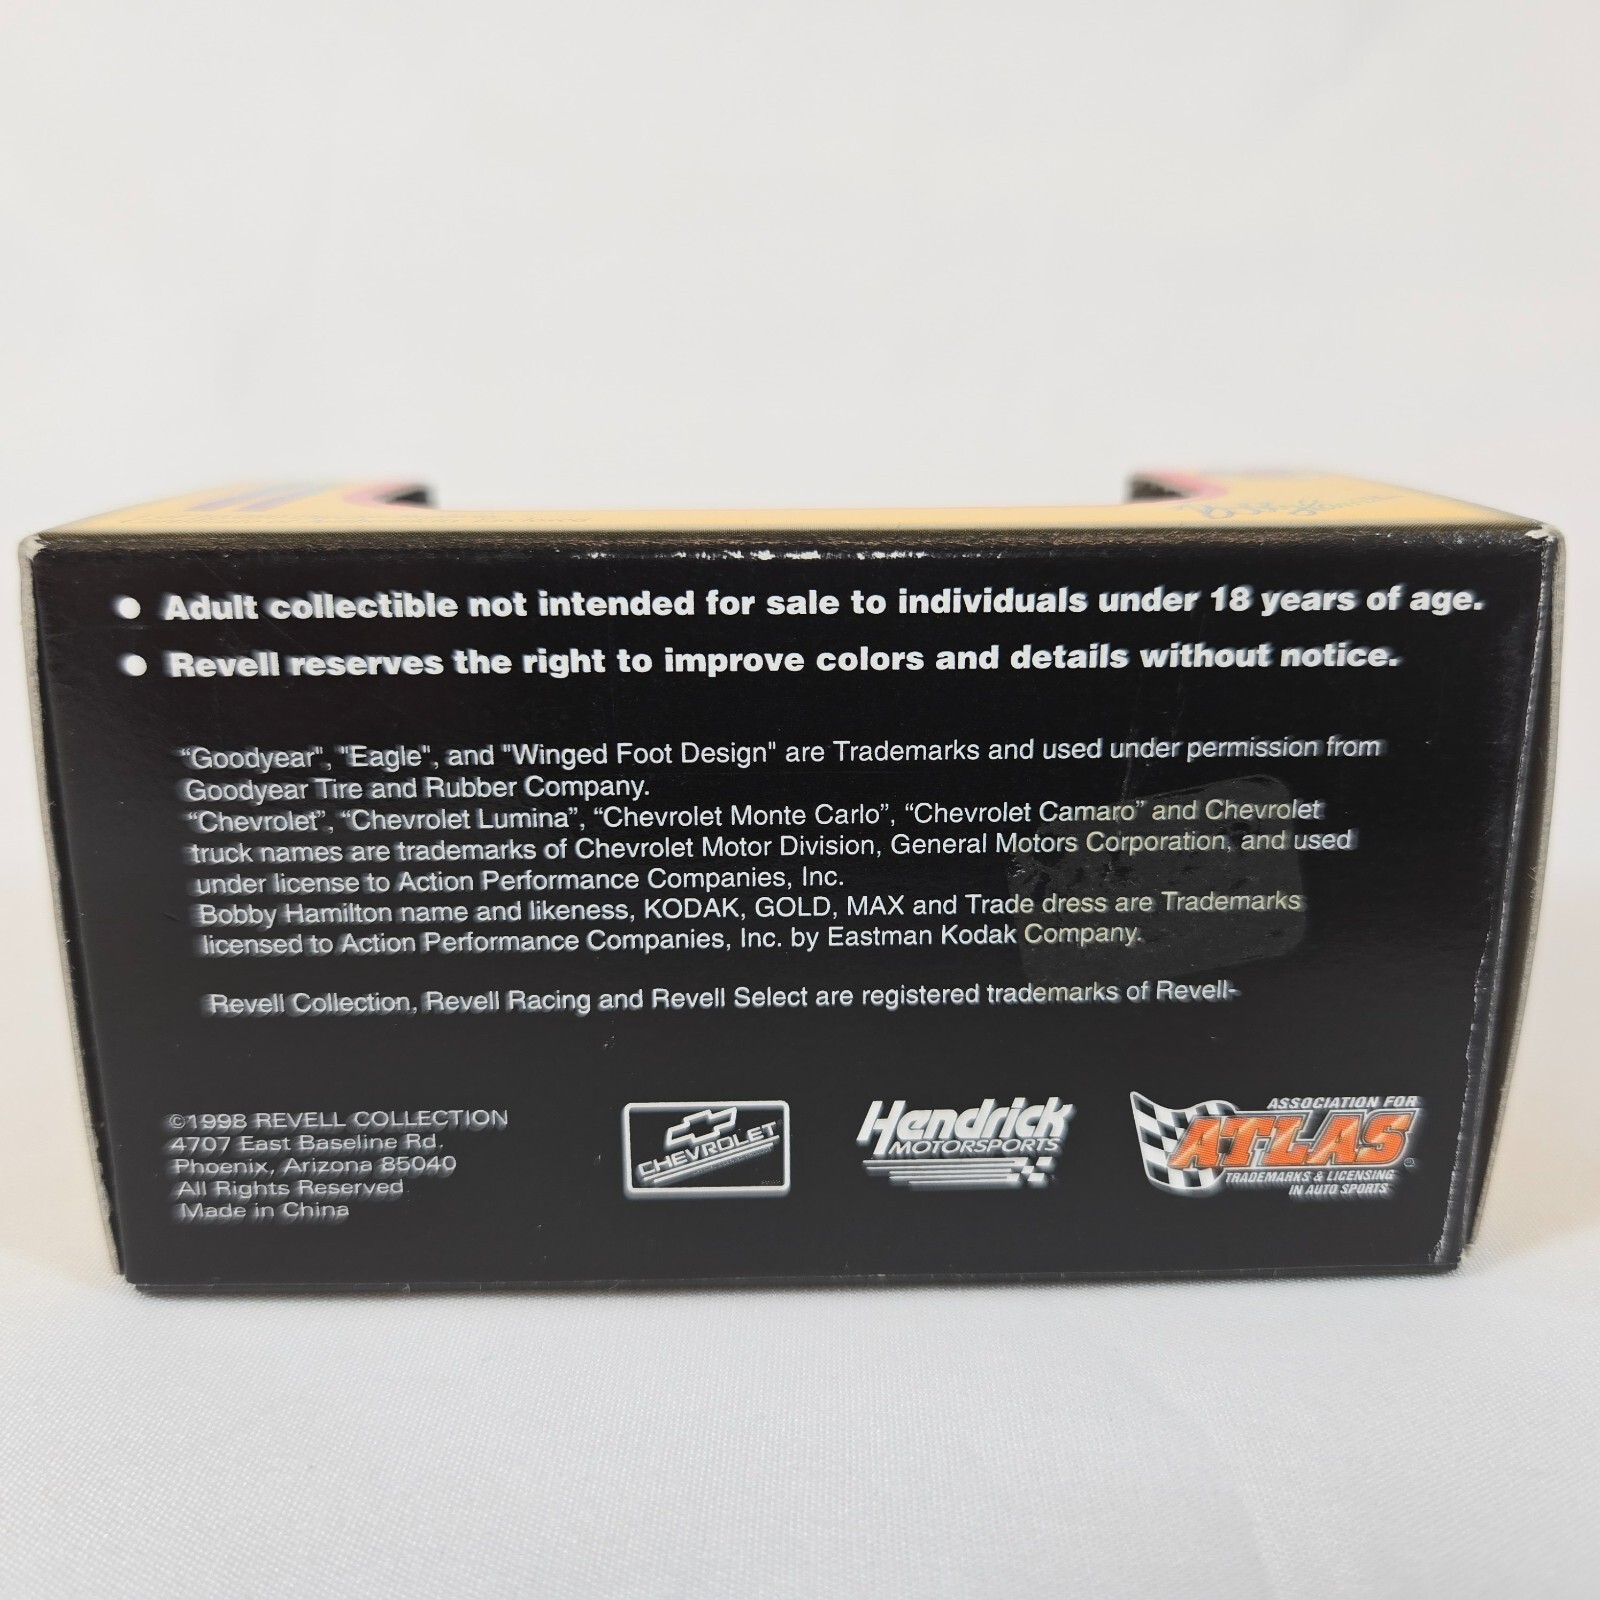 ● Adult collectible not intended for sale to individuals under 18 years of age.
● Revell reserves the right to improve colors and details without notice.
“Goodyear", "Eagle", and "Winged Foot Design" are Trademarks and used under permission from
Goodyear Tire and Rubber Company.
“Chevrolet”, “Chevrolet Lumina”, “Chevrolet Monte Carlo”, “Chevrolet Camaro” and Chevrolet
truck names are trademarks of Chevrolet Motor Division, General Motors Corporation, and used
under license to Action Performance Companies, Inc.
Bobby Hamilton name and likeness, KODAK, GOLD, MAX and Trade dress are Trademarks
licensed to Action Performance Companies, Inc. by Eastman Kodak Company.
Revell Collection, Revell Racing and Revell Select are registered trademarks of Revell-
©1998 REVELL COLLECTION
4707 East Baseline Rd.
Phoenix, Arizona 85040
All Rights Reserved
Made in China
CHEVROLET
Hendrick
MOTORSPORTS
ASSOCIATION FOR
ATLAS
TRADEMARKS & LICENSING
IN AUTO SPORTS